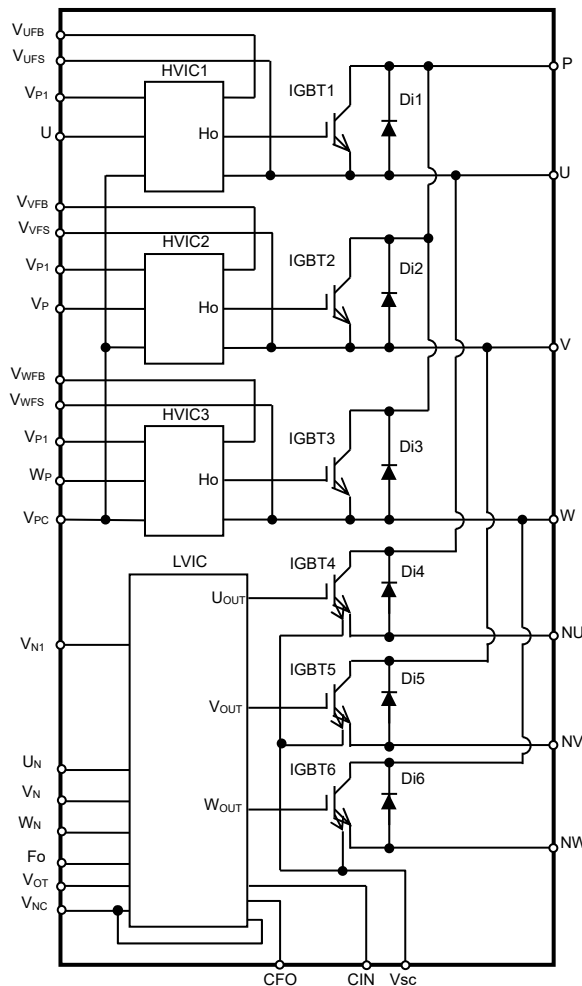 VUFB
VUFS
HVIC1
P
VP1
IGBT1
Di1
U
Ho
U
VVFB
VVFS
HVIC2
VP1
IGBT2
Di2
VP
Ho
V
VWFB
VWFS
HVIC3
VP1
IGBT3
Di3
WP
Ho
VPC
W
LVIC
IGBT4
Di4
UOUT
VN1
NU
IGBT5
Di5
VOUT
UN
NV
IGBT6
Di6
VN
WOUT
WN
NW
Fo
VOT
VNC
CFO
CIN
Vsc